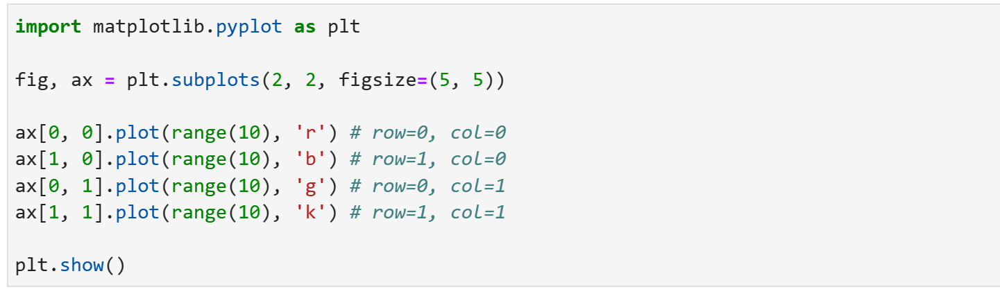 import matplotlib.pyplot as plt
fig, ax = plt.subplots(2, 2, figsize=(5, 5))
ax[0, 0].plot(range(10), 'r') # row=0, col=0
ax[1, 0].plot(range(10), 'b') # row=1, col=0
ax[0, 1].plot(range(10), 'g') # row=0, col=1
ax[1, 1].plot(range(10), 'k') # row=1, col=1
plt.show()